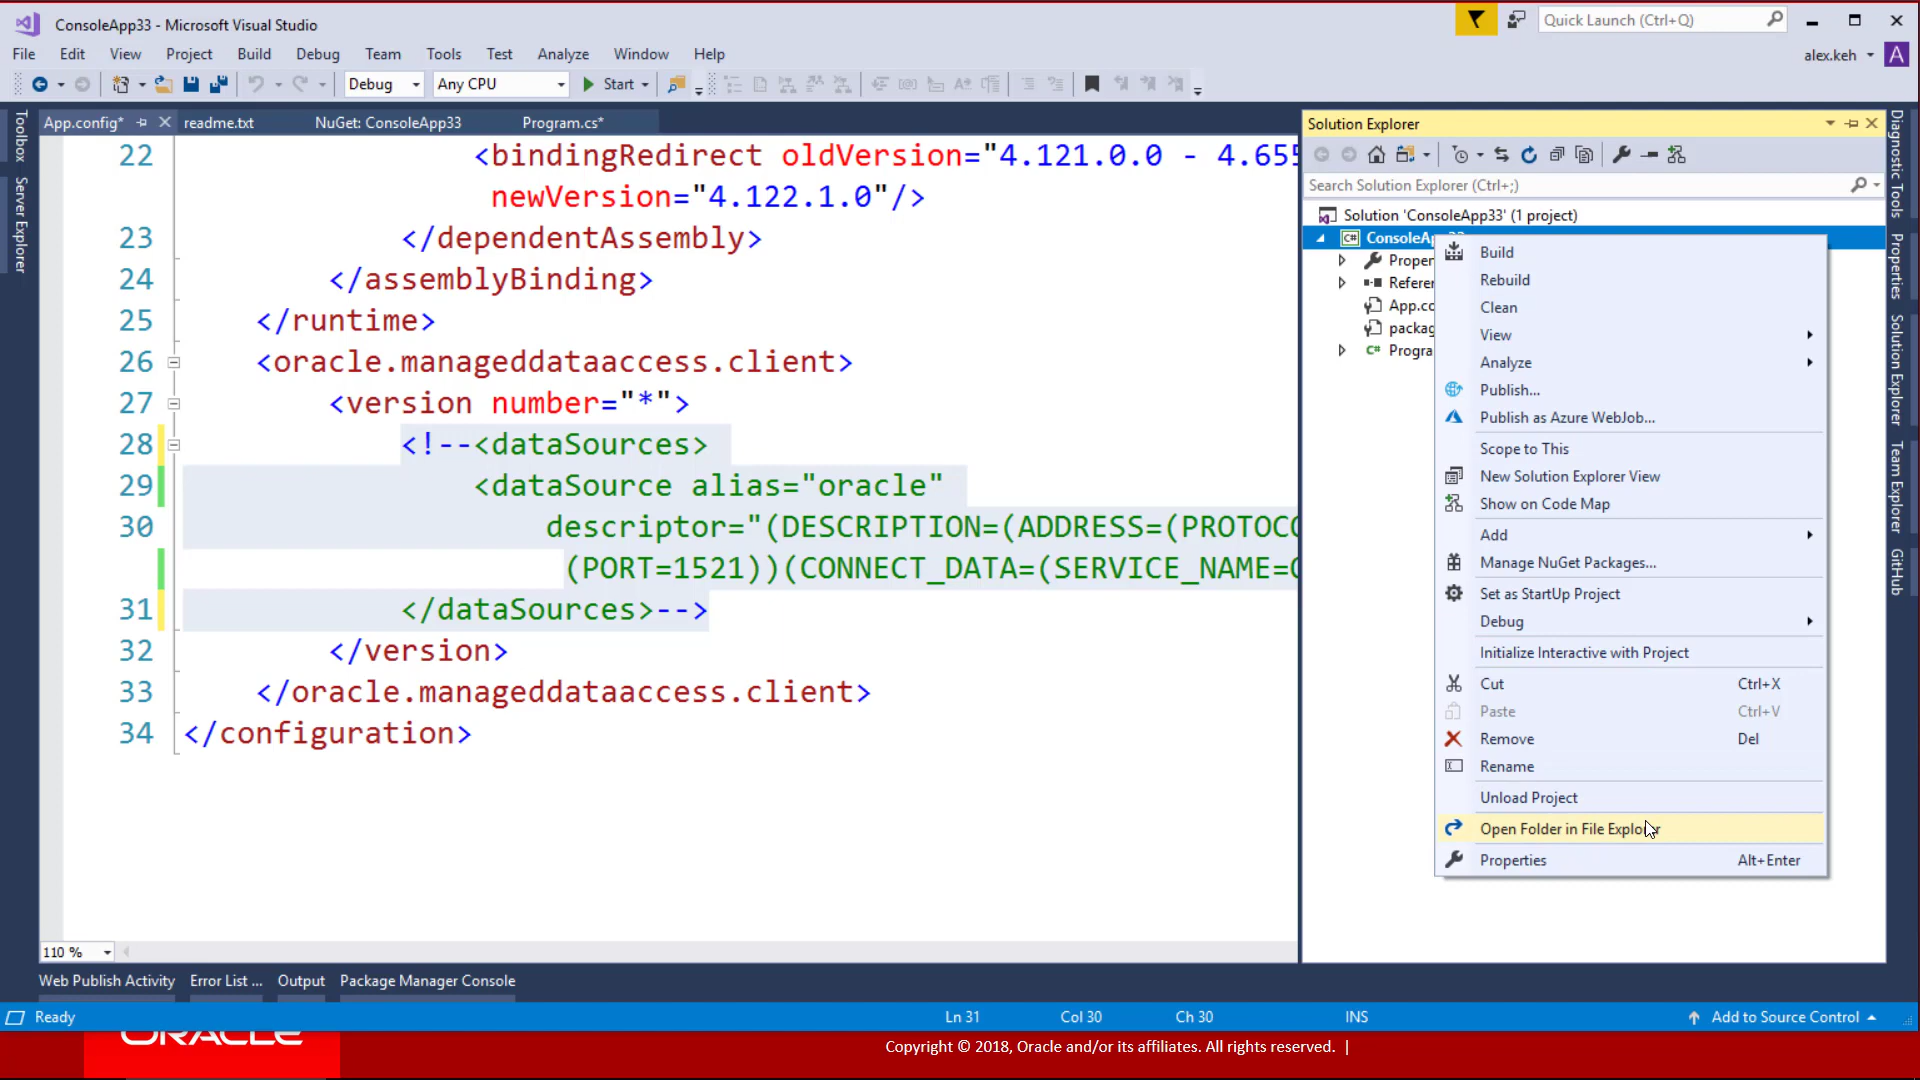 ConsoleApp33 - Microsoft Visual Studio
Quick Launch (Ctrl+Q)
File Edit View Project Build Debug Team Tools Test Analyze Window Help
alex.keh
A
Debug
Any CPU
Start
Toolbox
Server Explorer
App.config*
readme.txt
NuGet: ConsoleApp33
Program.cs*
22 <bindingRedirect oldVersion="4.121.0.0 - 4.655
newVersion="4.122.1.0"/>
23 </dependentAssembly>
24 </assemblyBinding>
25 </runtime>
26 <oracle.manageddataaccess.client>
27 <version number="*">
28 <!--<dataSources>
29 <dataSource alias="oracle"
30 descriptor="(DESCRIPTION=(ADDRESS=(PROTOCO
(PORT=1521))(CONNECT_DATA=(SERVICE_NAME=
31 </dataSources>-->
32 </version>
33 </oracle.manageddataaccess.client>
34 </configuration>
110 %
Solution Explorer
Search Solution Explorer (Ctrl+;)
Solution 'ConsoleApp33' (1 project)
C# ConsoleAp
Proper
Referer
App.co
packag
C# Progra
Build
Rebuild
Clean
View
Analyze
Publish...
Publish as Azure WebJob...
Scope to This
New Solution Explorer View
Show on Code Map
Add
Manage NuGet Packages...
Set as StartUp Project
Debug
Initialize Interactive with Project
Cut Ctrl+X
Paste Ctrl+V
Remove Del
Rename
Unload Project
Open Folder in File Explorer
Properties Alt+Enter
Diagnostic Tools
Properties
Solution Explorer
Team Explorer
GitHub
Web Publish Activity
Error List ...
Output
Package Manager Console
Ready
Ln 31
Col 30
Ch 30
INS
Add to Source Control
ORACLE
Copyright © 2018, Oracle and/or its affiliates. All rights reserved. |